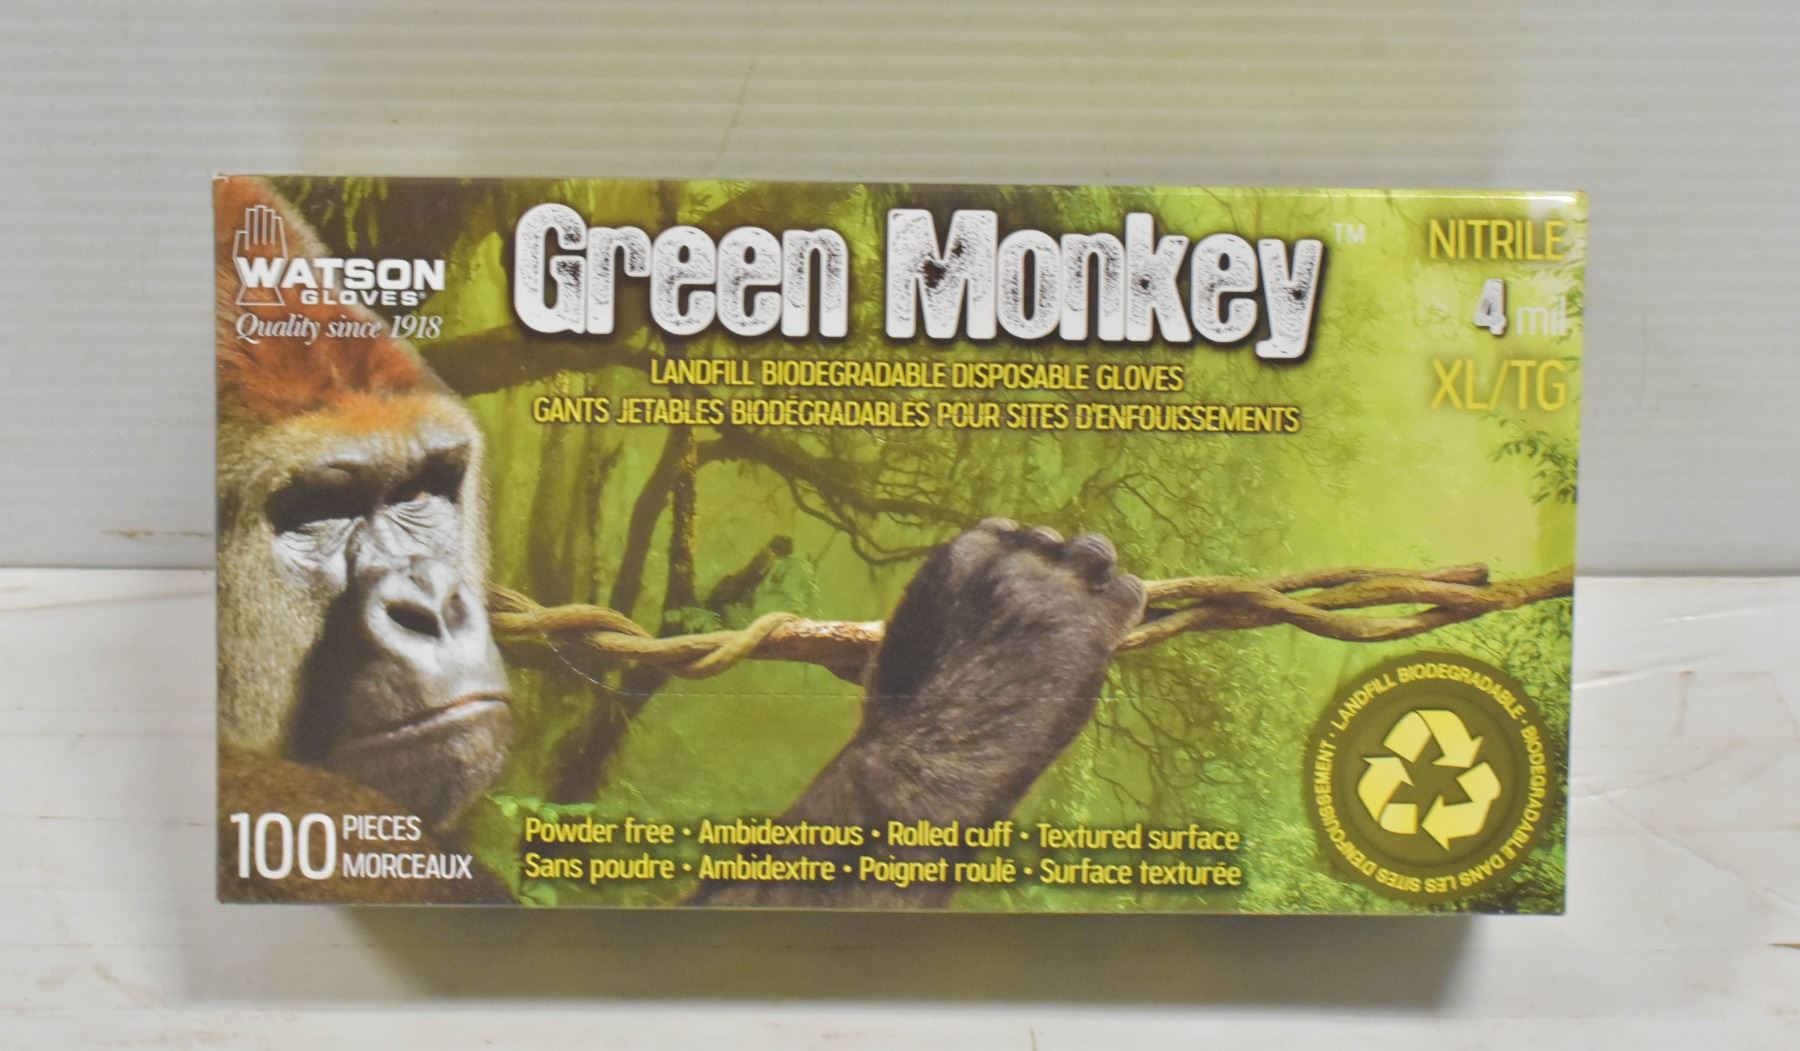 WATSON
GLOVES®
Quality since 1918
Green Monkey™
LANDFILL BIODEGRADABLE DISPOSABLE GLOVES
GANTS JETABLES BIODÉGRADABLES POUR SITES D'ENFOUISSEMENTS
NITRILE
4 mil
XL/TG
100 PIECES
MORCEAUX
Powder free • Ambidextrous • Rolled cuff • Textured surface
Sans poudre • Ambidextre • Poignet roulé • Surface texturée
LANDFILL BIODEGRADABLE • BIODEGRADABLE DANS LES SITES D'ENFOUISSEMENT •